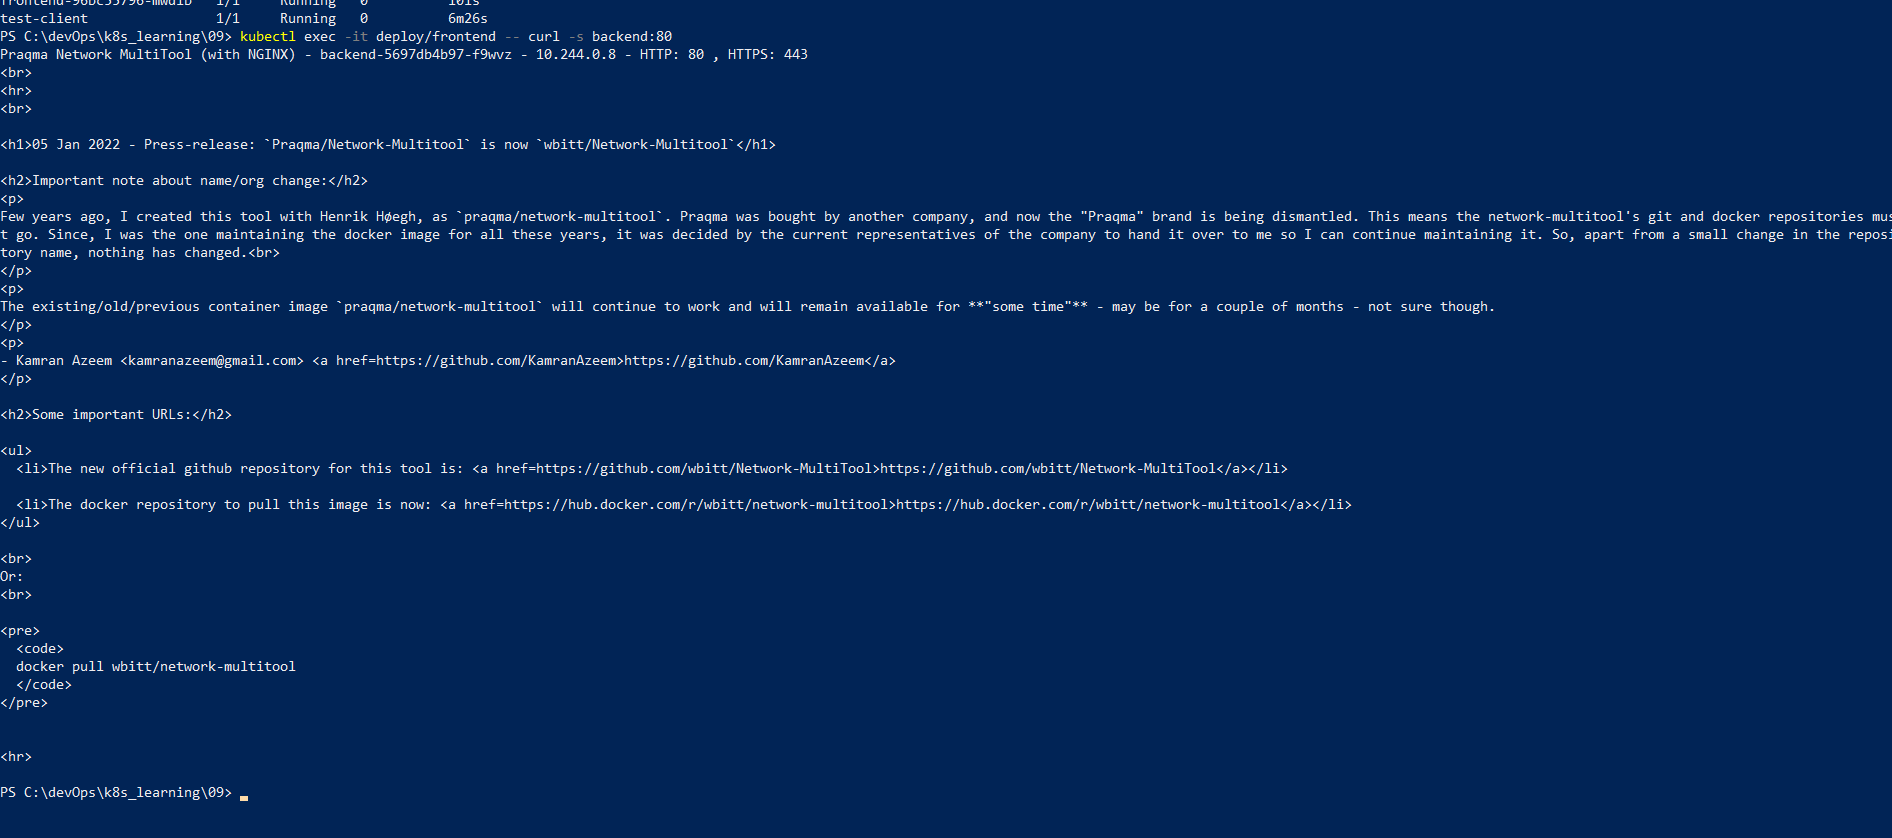 1/1 Running 0 101s
test-client 1/1 Running 0 6m26s
PS C:\devOps\k8s_learning\09> kubectl exec -it deploy/frontend -- curl -s backend:80
Praqma Network MultiTool (with NGINX) - backend-5697db4b97-f9wvz - 10.244.0.8 - HTTP: 80 , HTTPS: 443
<br>
<hr>
<br>
<h1>05 Jan 2022 - Press-release: `Praqma/Network-Multitool` is now `wbitt/Network-Multitool`</h1>
<h2>Important note about name/org change:</h2>
<p>
Few years ago, I created this tool with Henrik Høegh, as `praqma/network-multitool`. Praqma was bought by another company, and now the "Praqma" brand is being dismantled. This means the network-multitool's git and docker repositories mus
t go. Since, I was the one maintaining the docker image for all these years, it was decided by the current representatives of the company to hand it over to me so I can continue maintaining it. So, apart from a small change in the reposi
tory name, nothing has changed.<br>
</p>
<p>
The existing/old/previous container image `praqma/network-multitool` will continue to work and will remain available for **"some time"** - may be for a couple of months - not sure though.
</p>
<p>
- Kamran Azeem <kamranazeem@gmail.com> <a href=https://github.com/KamranAzeem>https://github.com/KamranAzeem</a>
</p>
<h2>Some important URLs:</h2>
<ul>
<li>The new official github repository for this tool is: <a href=https://github.com/wbitt/Network-MultiTool>https://github.com/wbitt/Network-MultiTool</a></li>
<li>The docker repository to pull this image is now: <a href=https://hub.docker.com/r/wbitt/network-multitool>https://hub.docker.com/r/wbitt/network-multitool</a></li>
</ul>
<br>
Or:
<br>
<pre>
<code>
docker pull wbitt/network-multitool
</code>
</pre>
<hr>
PS C:\devOps\k8s_learning\09>